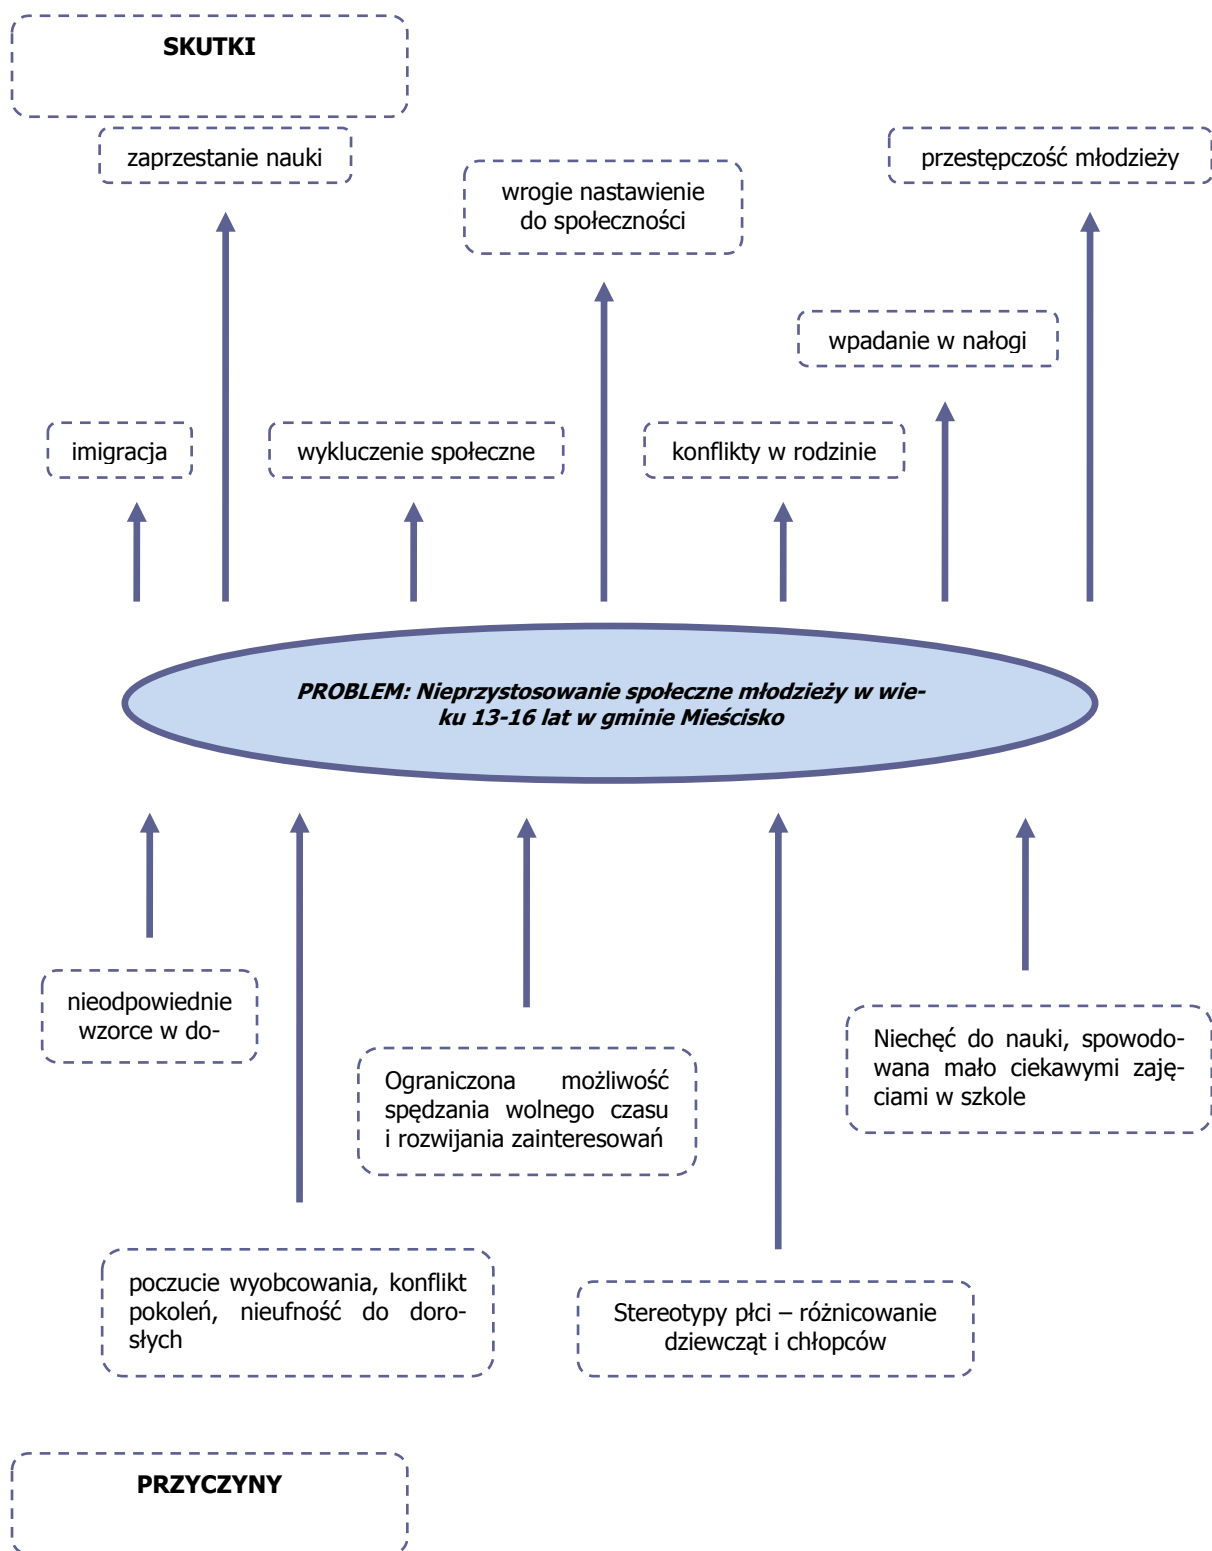 SKUTKI
zaprzestanie nauki
przestępczość młodzieży
wrogie nastawienie
do społeczności
wpadanie w nałogi
imigracja
wykluczenie społeczne
konflikty w rodzinie
PROBLEM: Nieprzystosowanie społeczne młodzieży w wie-
ku 13-16 lat w gminie Mieścisko
nieodpowiednie
wzorce w do-
Niechęć do nauki, spowodo-
wana mało ciekawymi zaję-
ciami w szkole
Ograniczona możliwość
spędzania wolnego czasu
i rozwijania zainteresowań
poczucie wyobcowania, konflikt
pokoleń, nieufność do doro-
słych
Stereotypy płci – różnicowanie
dziewcząt i chłopców
PRZYCZYNY